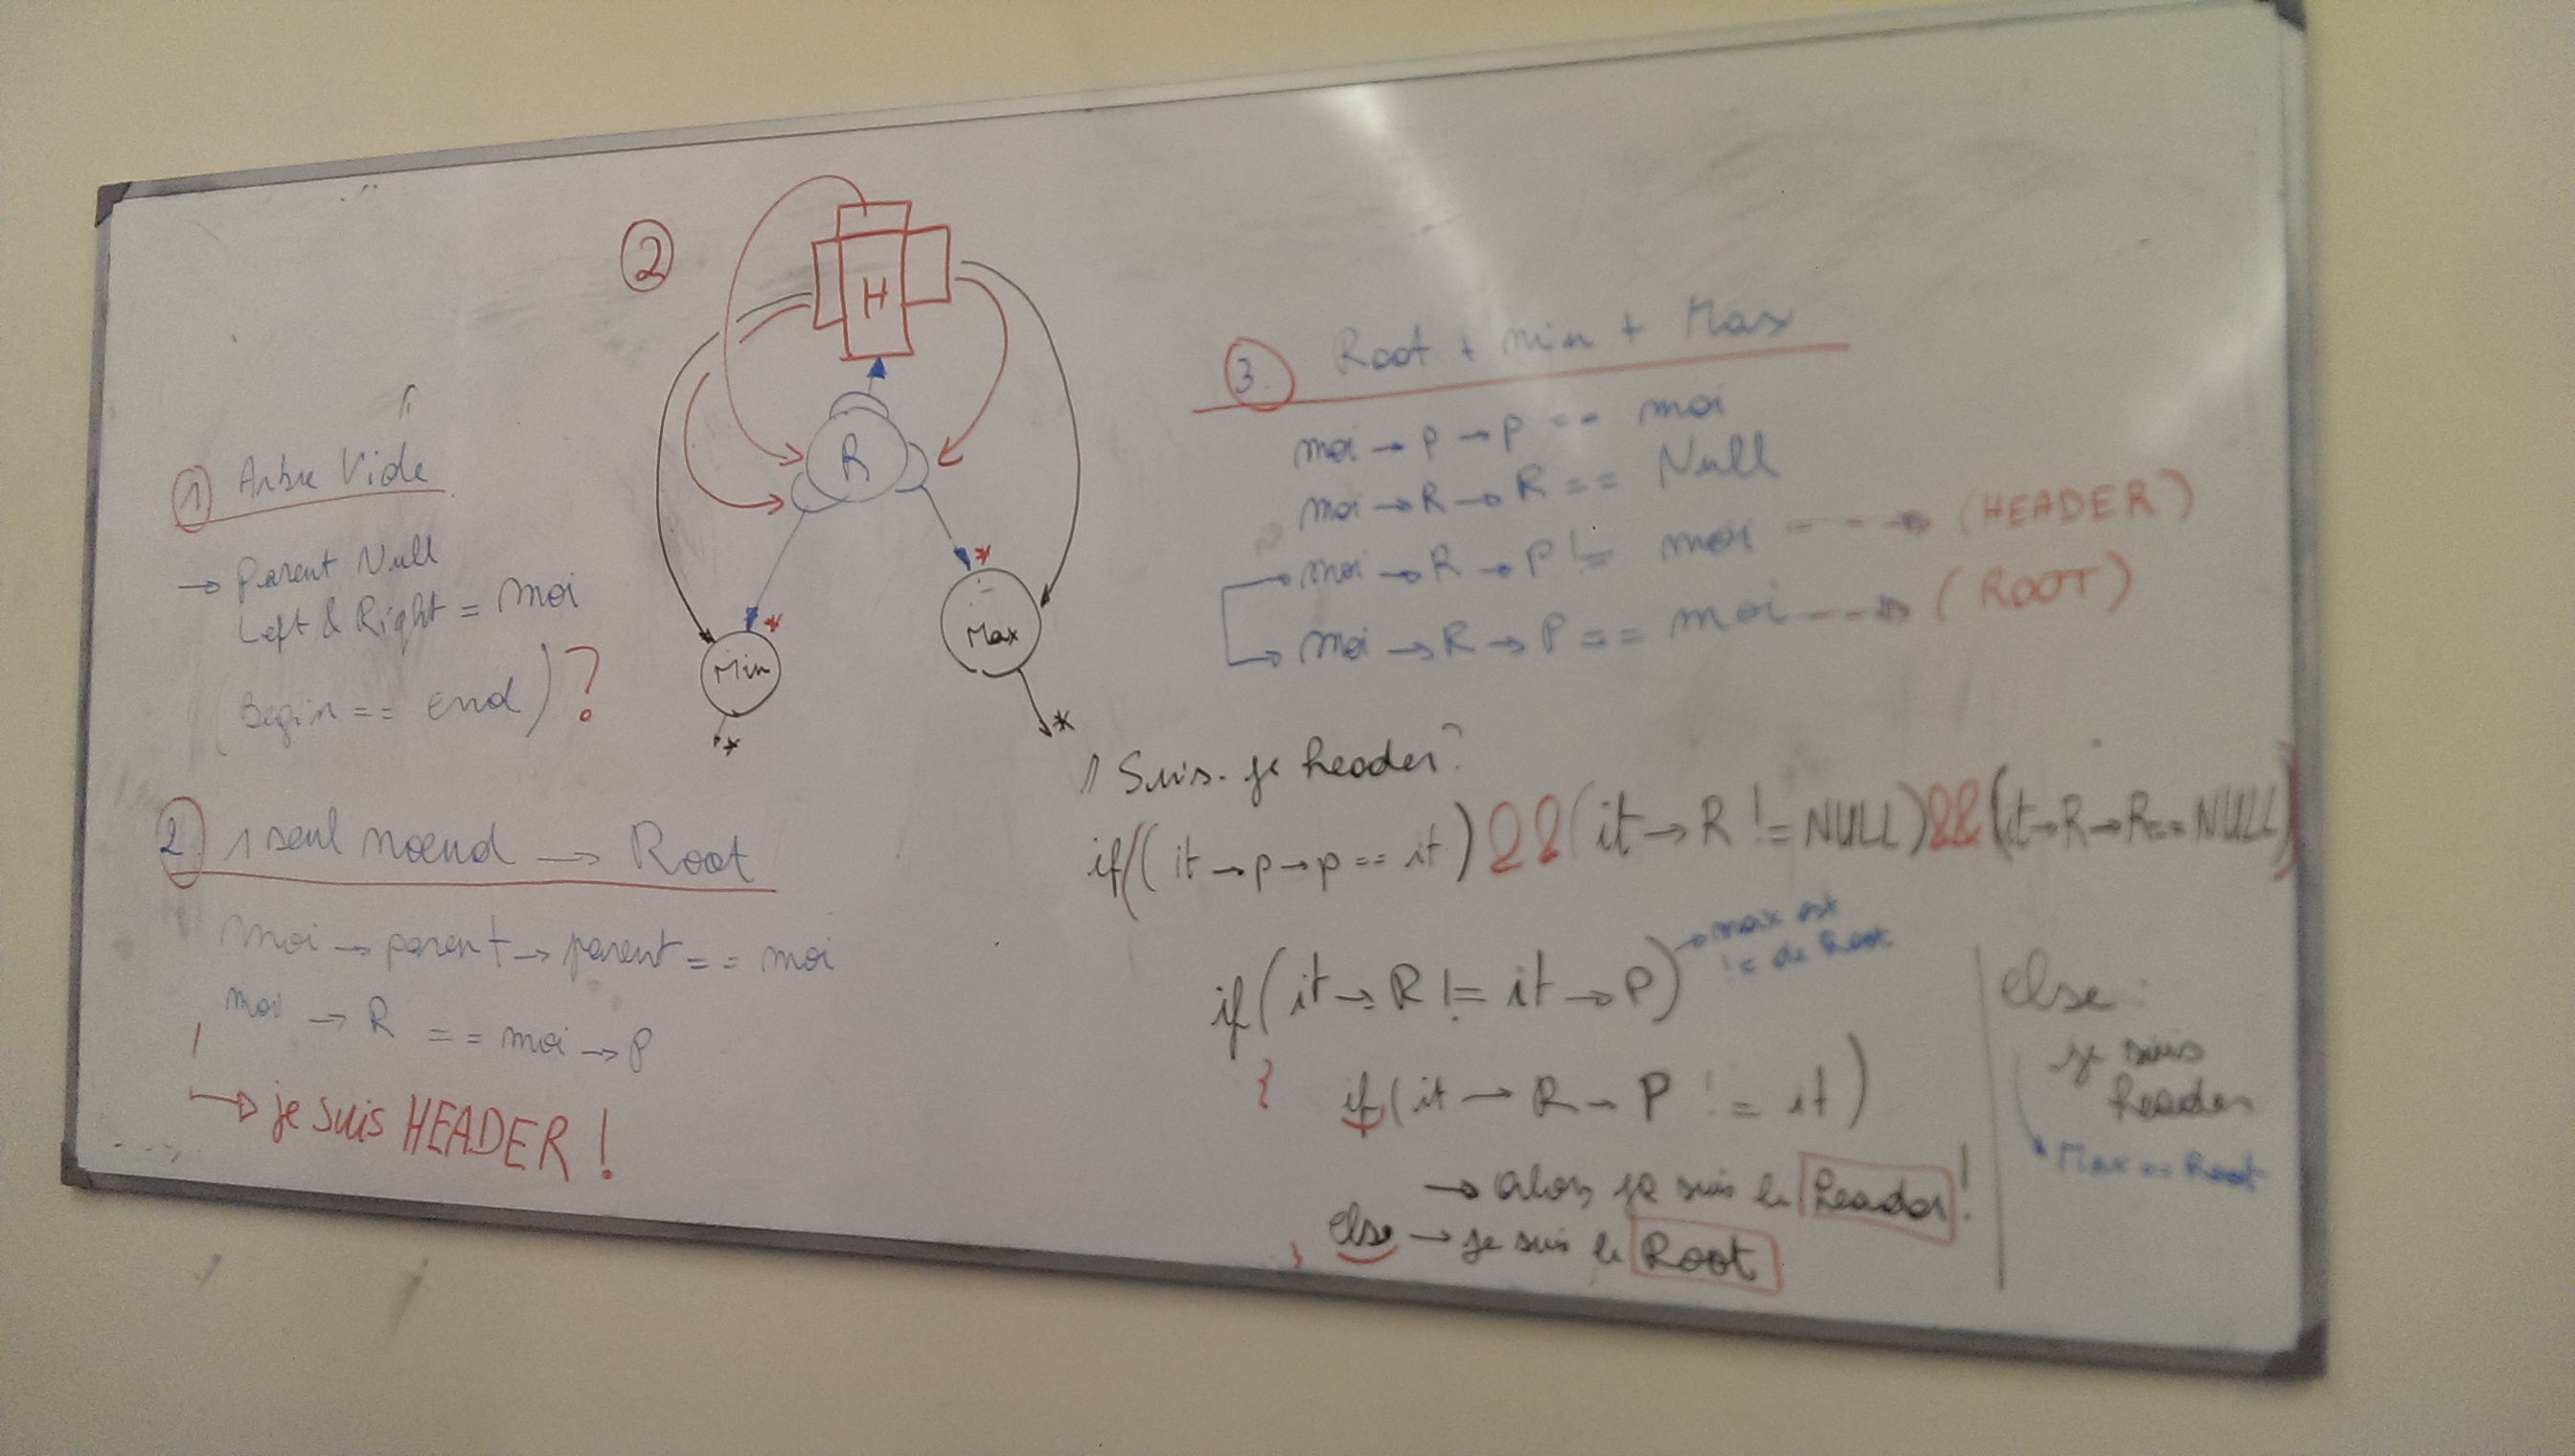 ① Arbre Vide
→ Parent Null
Left & Right = moi
(Begin == end) ?
②
H
R
*
*
Min
Max
*
*
2. 1 seul noeud → Root
moi → parent → parent == moi
moi → R == moi → P
↳ je suis HEADER !
③. Root + min + Max
moi → P → P == moi
moi → R → R == Null
→ moi → R → P != moi ---→ (HEADER)
→ moi → R → P == moi ---→ (ROOT)
Suis-je header?
if((it → p → p == it) && (it → R != NULL) && (it → R → R == NULL))
if(it → R != it → P) → max est
!= de Root
{ if(it → R → P != it)
→ alors je suis le header !
} else → je suis le Root
else :
je suis
header
Max == Root